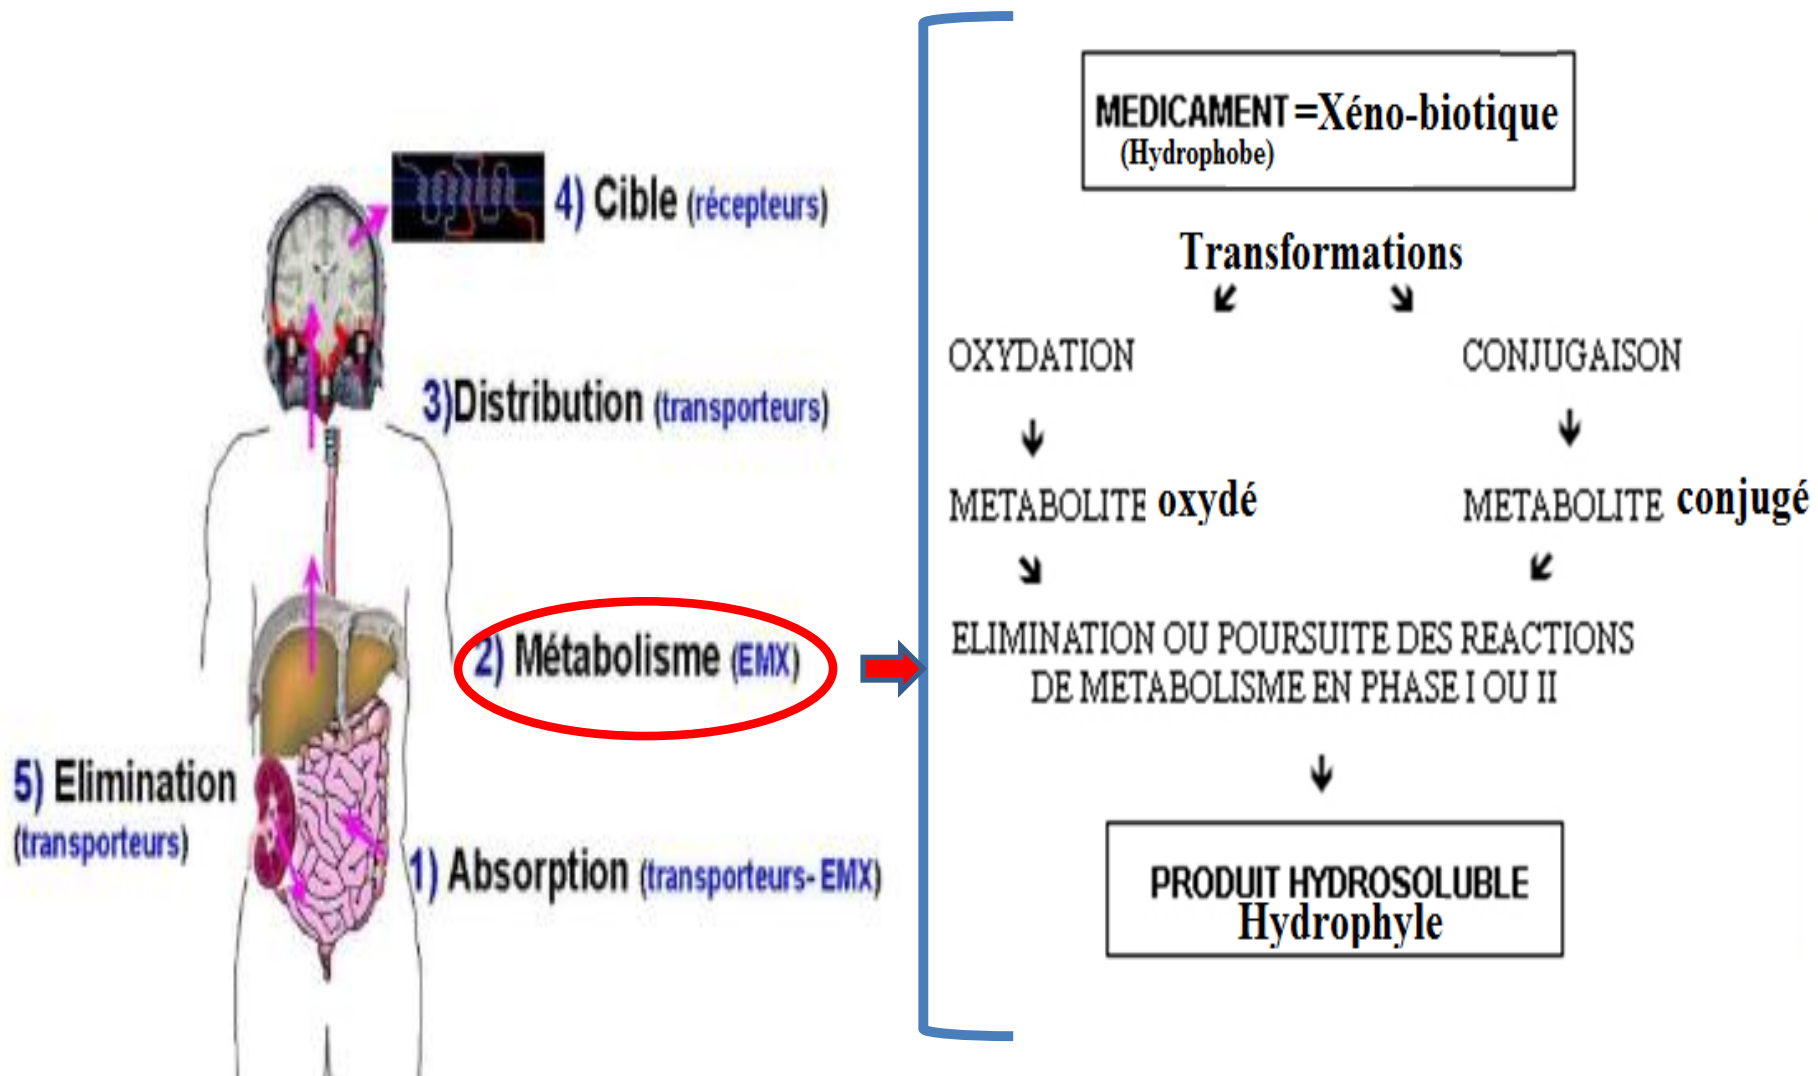 4) Cible (récepteurs)
3)Distribution (transporteurs)
2) Métabolisme (EMX)
5) Elimination
(transporteurs)
1) Absorption (transporteurs- EMX)
MEDICAMENT =Xéno-biotique
(Hydrophobe)
Transformations
OXYDATION
CONJUGAISON
METABOLITE oxydé
METABOLITE conjugé
ELIMINATION OU POURSUITE DES REACTIONS
DE METABOLISME EN PHASE I OU II
PRODUIT HYDROSOLUBLE
Hydrophyle